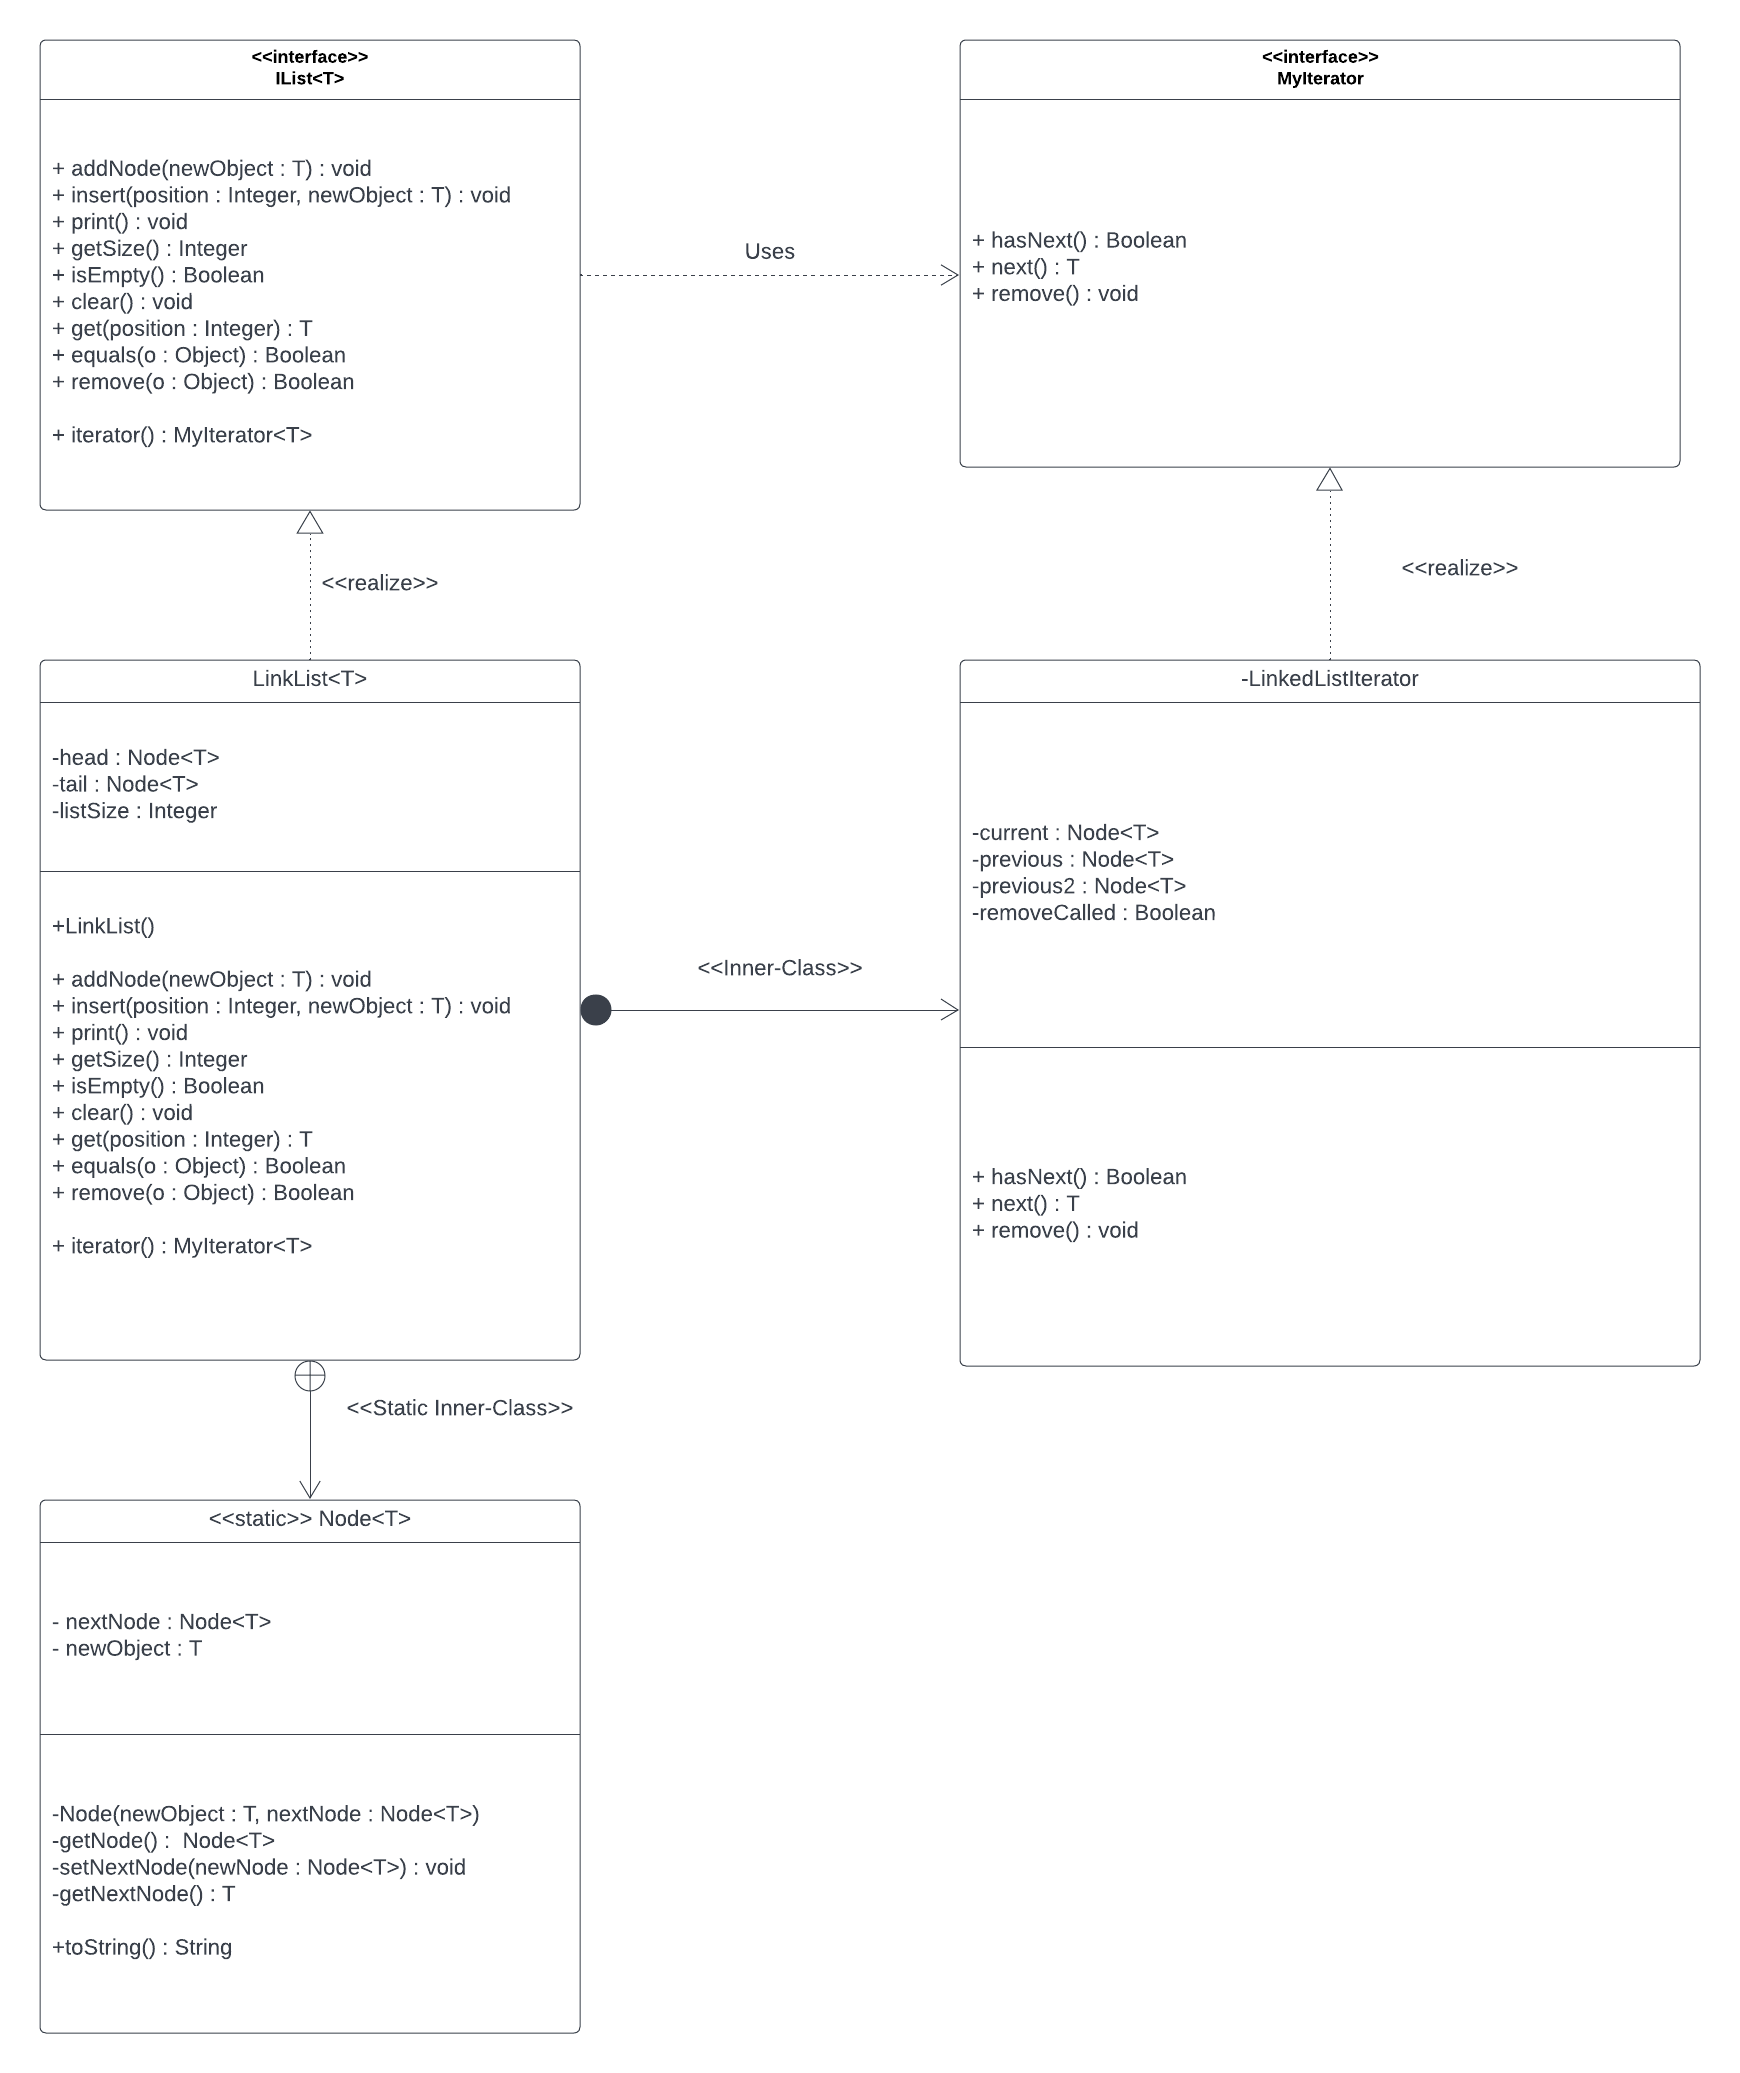 <<interface>>
IList<T>
+ addNode(newObject : T) : void
+ insert(position : Integer, newObject : T) : void
+ print() : void
+ getSize() : Integer
+ isEmpty() : Boolean
+ clear() : void
+ get(position : Integer) : T
+ equals(o : Object) : Boolean
+ remove(o : Object) : Boolean
+ iterator() : MyIterator<T>
Uses
<<interface>>
MyIterator
+ hasNext() : Boolean
+ next() : T
+ remove() : void
<<realize>>
<<realize>>
LinkList<T>
-head : Node<T>
-tail : Node<T>
-listSize : Integer
+LinkList()
+ addNode(newObject : T) : void
+ insert(position : Integer, newObject : T) : void
+ print() : void
+ getSize() : Integer
+ isEmpty() : Boolean
+ clear() : void
+ get(position : Integer) : T
+ equals(o : Object) : Boolean
+ remove(o : Object) : Boolean
+ iterator() : MyIterator<T>
<<Inner-Class>>
-LinkedListIterator
-current : Node<T>
-previous : Node<T>
-previous2 : Node<T>
-removeCalled : Boolean
+ hasNext() : Boolean
+ next() : T
+ remove() : void
<<Static Inner-Class>>
<<static>> Node<T>
- nextNode : Node<T>
- newObject : T
-Node(newObject : T, nextNode : Node<T>)
-getNode() :  Node<T>
-setNextNode(newNode : Node<T>) : void
-getNextNode() : T
+toString() : String